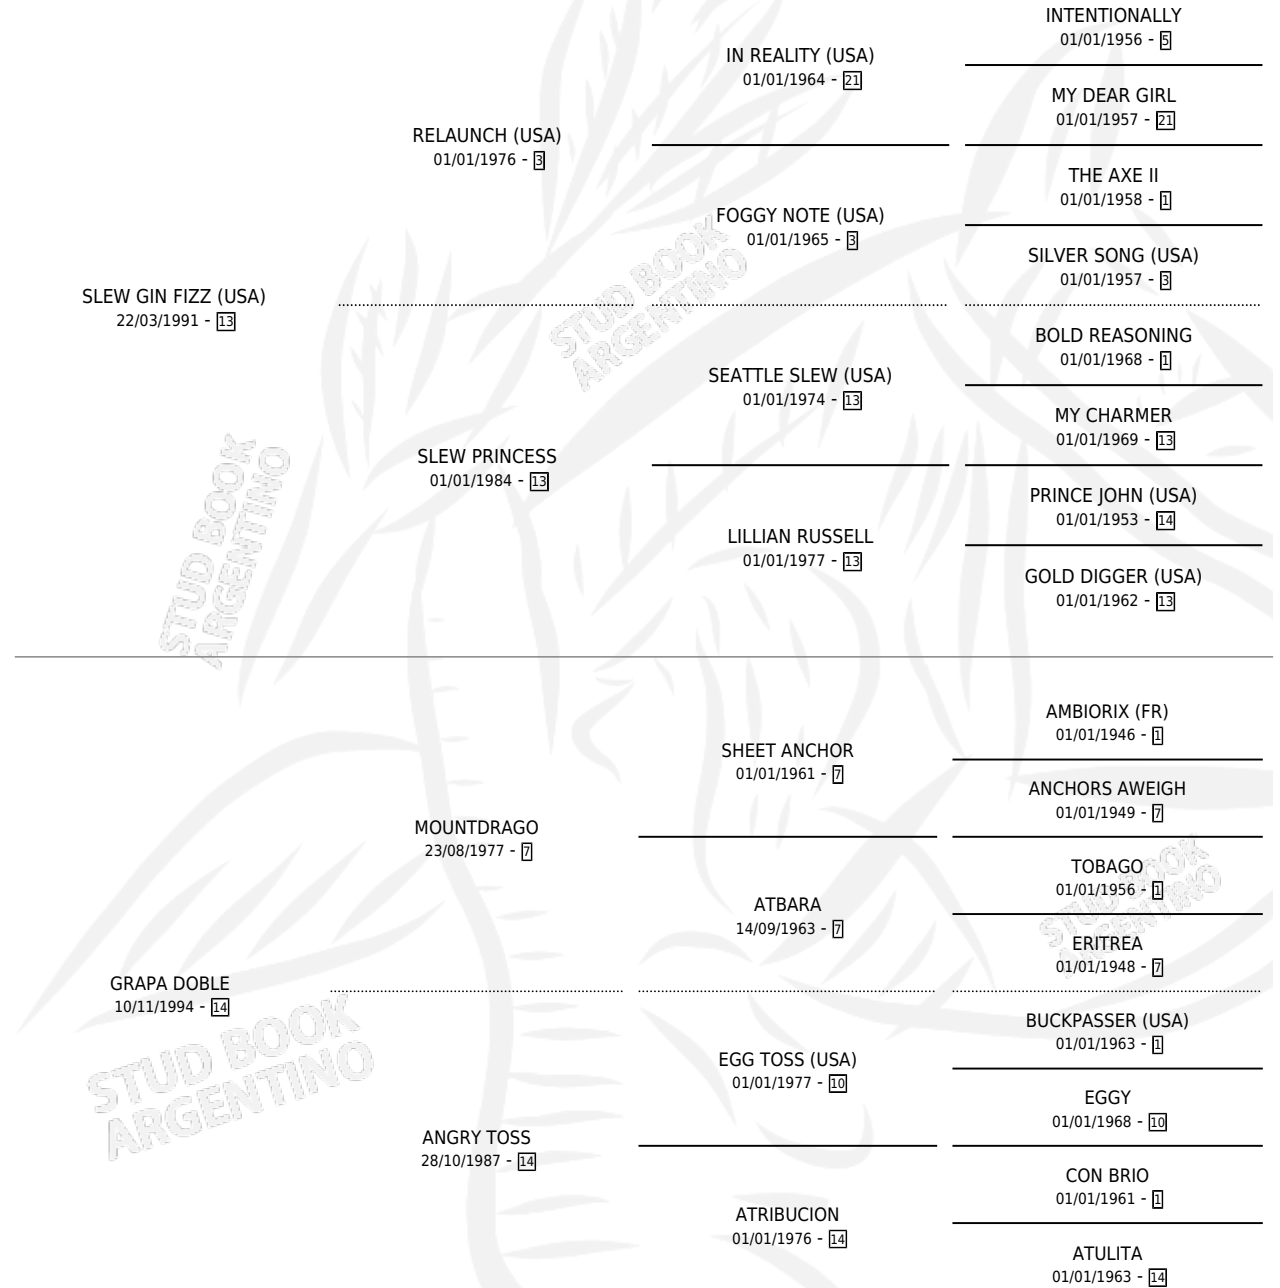 INTENTIONALLY
01/01/1956 - 5
IN REALITY (USA)
01/01/1964 - 21
MY DEAR GIRL
01/01/1957 - 21
RELAUNCH (USA)
01/01/1976 - 3
THE AXE II
01/01/1958 - 1
FOGGY NOTE (USA)
01/01/1965 - 3
SILVER SONG (USA)
01/01/1957 - 3
SLEW GIN FIZZ (USA)
22/03/1991 - 13
BOLD REASONING
01/01/1968 - 1
SEATTLE SLEW (USA)
01/01/1974 - 13
MY CHARMER
01/01/1969 - 13
SLEW PRINCESS
01/01/1984 - 13
PRINCE JOHN (USA)
01/01/1953 - 14
LILLIAN RUSSELL
01/01/1977 - 13
GOLD DIGGER (USA)
01/01/1962 - 13
AMBIORIX (FR)
01/01/1946 - 1
SHEET ANCHOR
01/01/1961 - 7
ANCHORS AWEIGH
01/01/1949 - 7
MOUNTDRAGO
23/08/1977 - 7
TOBAGO
01/01/1956 - 1
ATBARA
14/09/1963 - 7
ERITREA
01/01/1948 - 7
GRAPA DOBLE
10/11/1994 - 14
BUCKPASSER (USA)
01/01/1963 - 1
EGG TOSS (USA)
01/01/1977 - 10
EGGY
01/01/1968 - 10
ANGRY TOSS
28/10/1987 - 14
CON BRIO
01/01/1961 - 1
ATRIBUCION
01/01/1976 - 14
ATULITA
01/01/1963 - 14
STUD BOOK
ARGENTINO
STUD BOOK
ARGENTINO
STUD BOOK
ARGENTINO
STUD BOOK
ARGENTINO